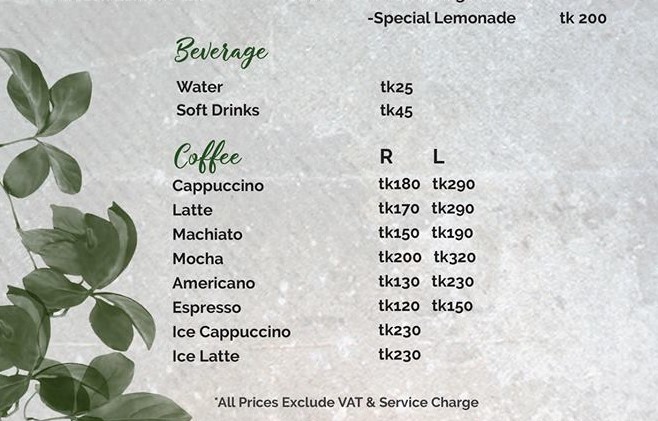 -Special Lemonade tk 200
Beverage
Water tk25
Soft Drinks tk45
Coffee R L
Cappuccino tk180 tk290
Latte tk170 tk290
Machiato tk150 tk190
Mocha tk200 tk320
Americano tk130 tk230
Espresso tk120 tk150
Ice Cappuccino tk230
Ice Latte tk230
*All Prices Exclude VAT & Service Charge